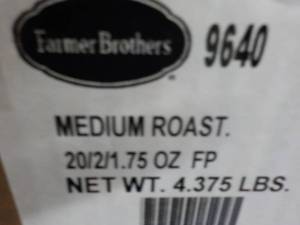 Farmer Brothers
9640
MEDIUM ROAST.
20/2/1.75 OZ FP
NET WT. 4.375 LBS.